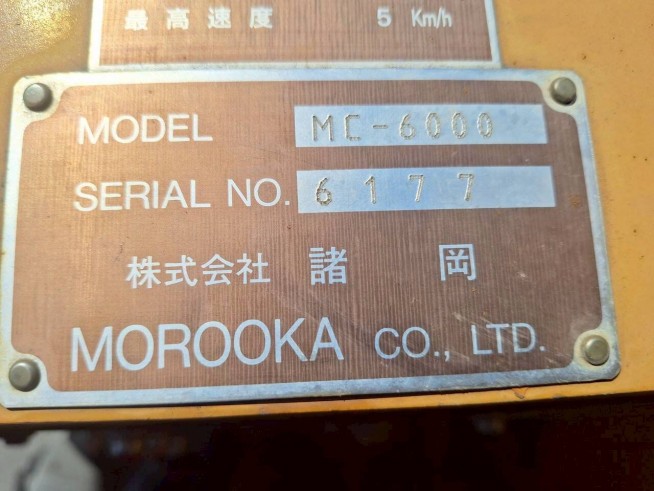 最高速度 5 Km/h
MODEL MC-6000
SERIAL NO. 6177
株式会社 諸岡
MOROOKA CO., LTD.